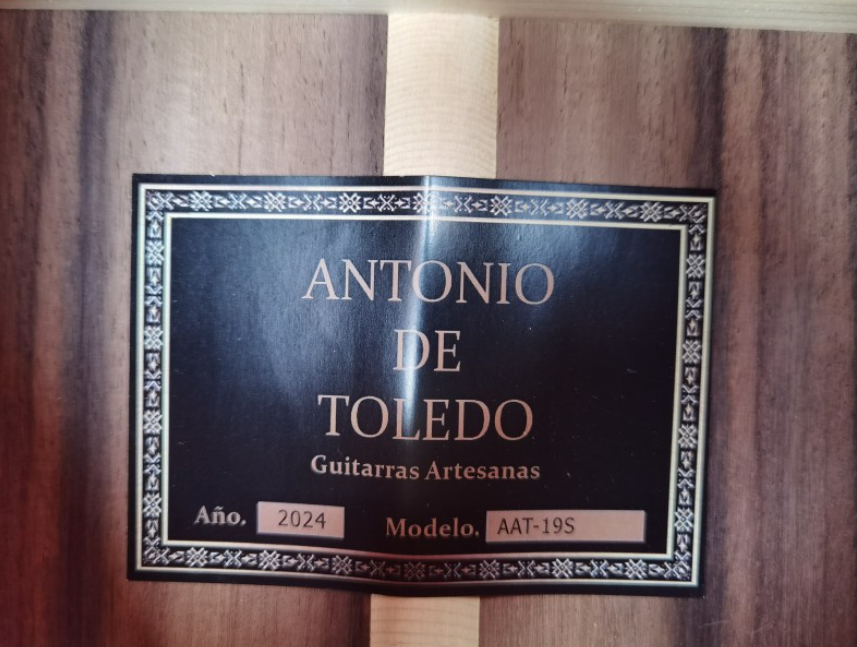 ANTONIO
DE
TOLEDO
Guitarras Artesanas
Año. 2024 Modelo. AAT-19S